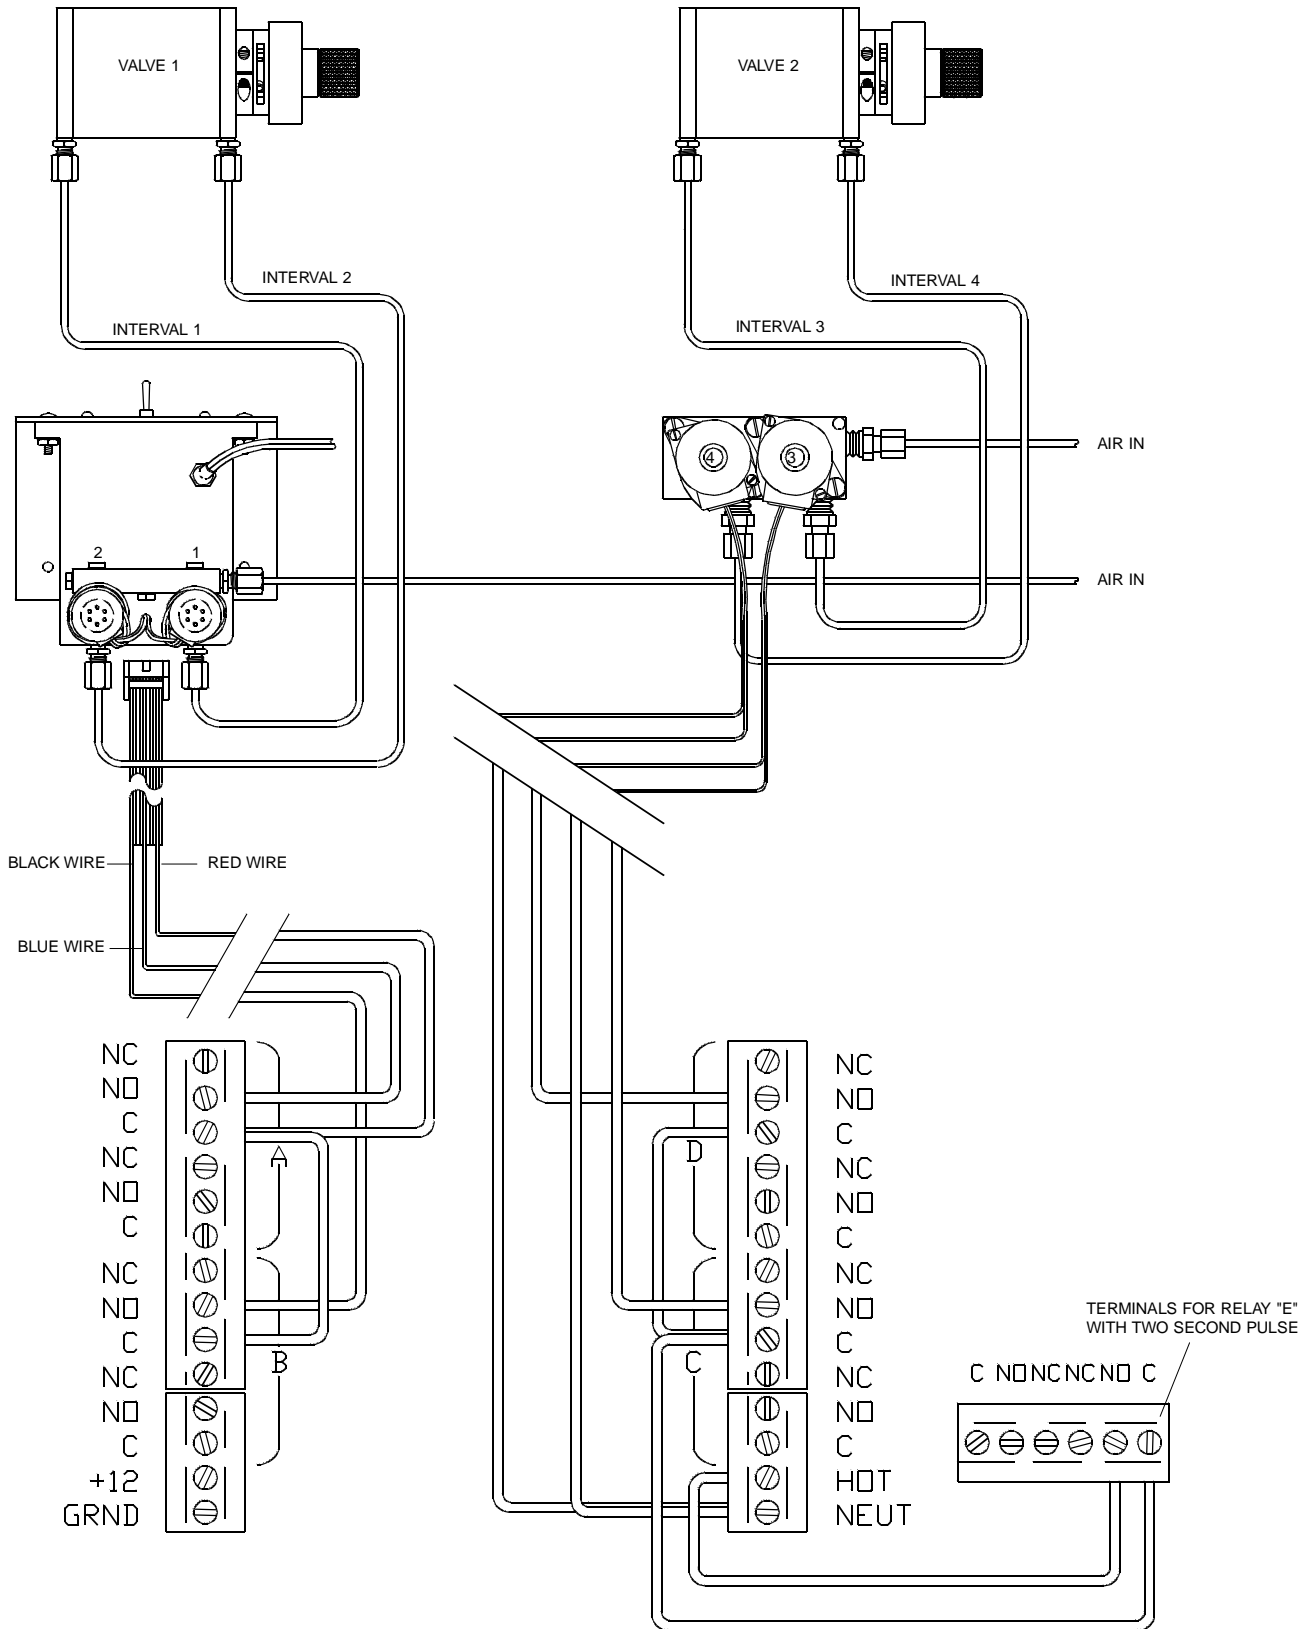 VALVE 1
VALVE 2
INTERVAL 2
INTERVAL 4
INTERVAL 1
INTERVAL 3
4
3
AIR IN
2
1
AIR IN
BLACK WIRE
RED WIRE
BLUE WIRE
NC
NO
C
NC
NO
C
NC
NO
C
NC
NO
C
+12
GRND
A
B
D
C
NC
NO
C
NC
NO
C
NC
NO
C
NC
NO
C
HOT
NEUT
TERMINALS FOR RELAY "E"
WITH TWO SECOND PULSE
C NO NC NC NO C